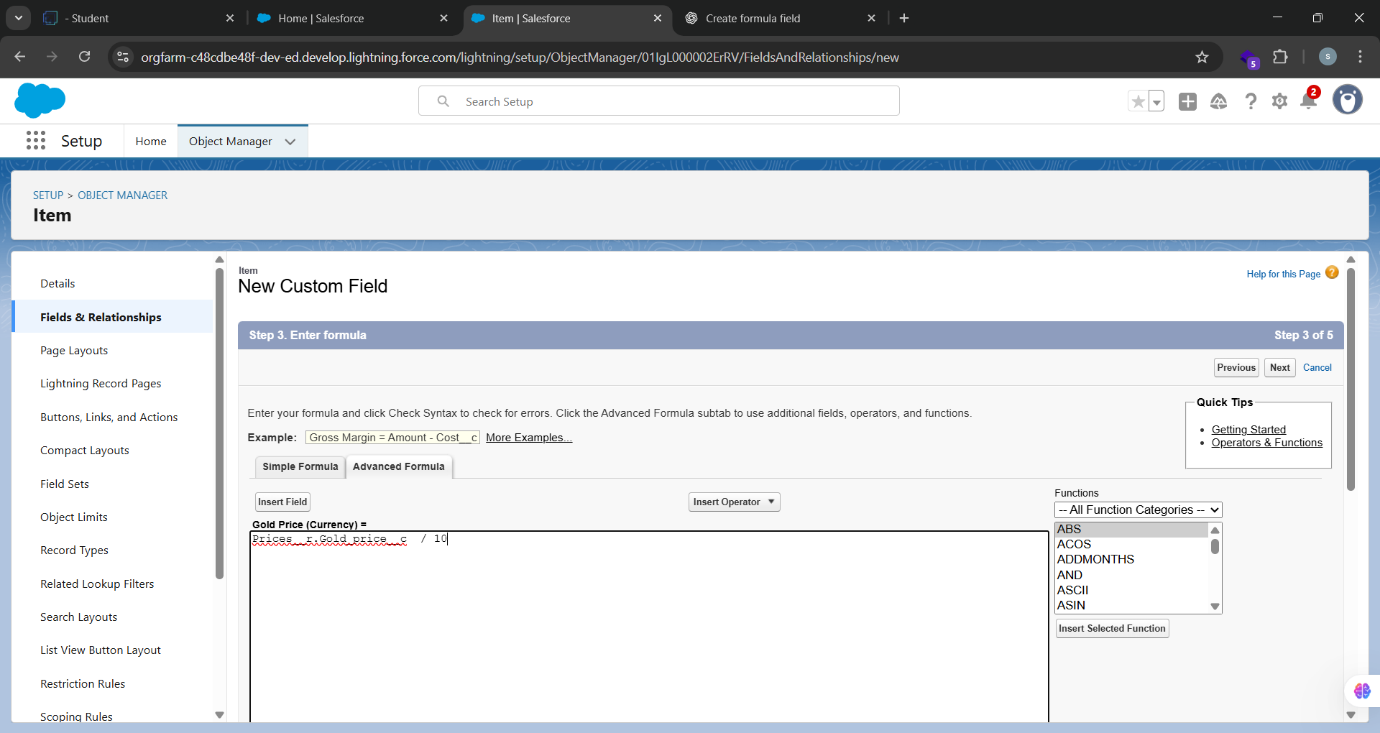 - Student
Home | Salesforce
Item | Salesforce
Create formula field
orgfarm-c48cdbe48f-dev-ed.develop.lightning.force.com/lightning/setup/ObjectManager/01IgL000002ErRV/FieldsAndRelationships/new
5
S
Search Setup
2
Setup
Home
Object Manager
SETUP > OBJECT MANAGER
Item
Details
Fields & Relationships
Page Layouts
Lightning Record Pages
Buttons, Links, and Actions
Compact Layouts
Field Sets
Object Limits
Record Types
Related Lookup Filters
Search Layouts
List View Button Layout
Restriction Rules
Scoping Rules
Item
New Custom Field
Help for this Page ?
Step 3. Enter formula
Step 3 of 5
Previous Next Cancel
Enter your formula and click Check Syntax to check for errors. Click the Advanced Formula subtab to use additional fields, operators, and functions.
Example: Gross Margin = Amount - Cost__c More Examples...
Quick Tips
• Getting Started
• Operators & Functions
Simple Formula Advanced Formula
Insert Field
Insert Operator
Gold Price (Currency) =
Prices__r.Gold_price__c / 10
Functions
-- All Function Categories --
ABS
ACOS
ADDMONTHS
AND
ASCII
ASIN
Insert Selected Function